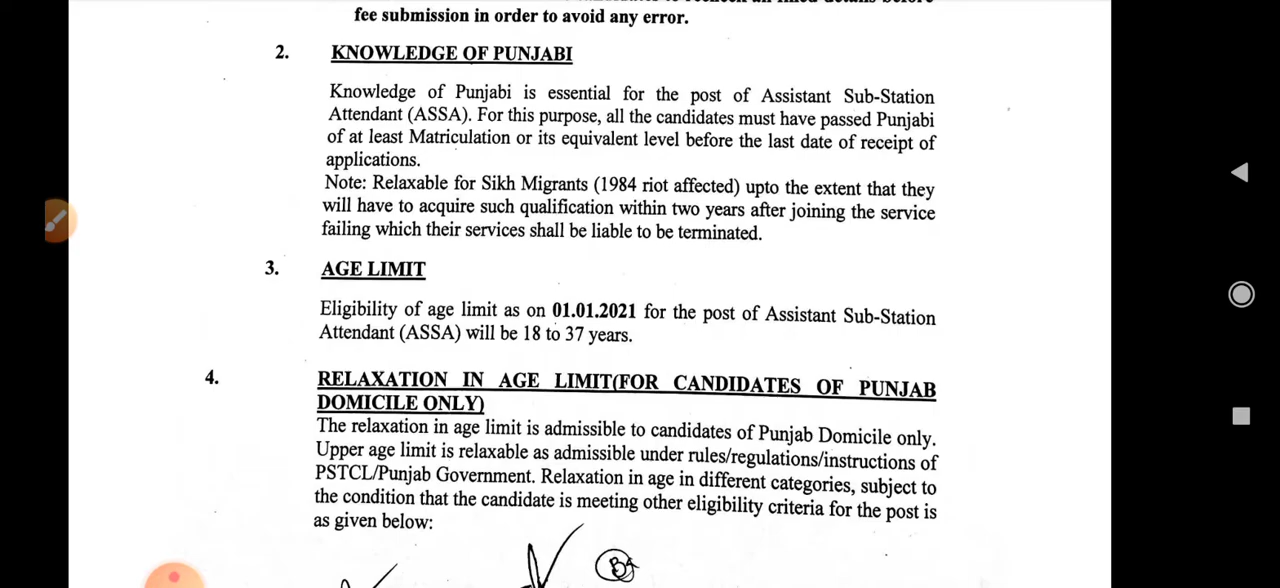 fee submission in order to avoid any error.
2. KNOWLEDGE OF PUNJABI
Knowledge of Punjabi is essential for the post of Assistant Sub-Station
Attendant (ASSA). For this purpose, all the candidates must have passed Punjabi
of at least Matriculation or its equivalent level before the last date of receipt of
applications.
Note: Relaxable for Sikh Migrants (1984 riot affected) upto the extent that they
will have to acquire such qualification within two years after joining the service
failing which their services shall be liable to be terminated.
3. AGE LIMIT
Eligibility of age limit as on 01.01.2021 for the post of Assistant Sub-Station
Attendant (ASSA) will be 18 to 37 years.
4. RELAXATION IN AGE LIMIT(FOR CANDIDATES OF PUNJAB
DOMICILE ONLY)
The relaxation in age limit is admissible to candidates of Punjab Domicile only.
Upper age limit is relaxable as admissible under rules/regulations/instructions of
PSTCL/Punjab Government. Relaxation in age in different categories, subject to
the condition that the candidate is meeting other eligibility criteria for the post is
as given below: